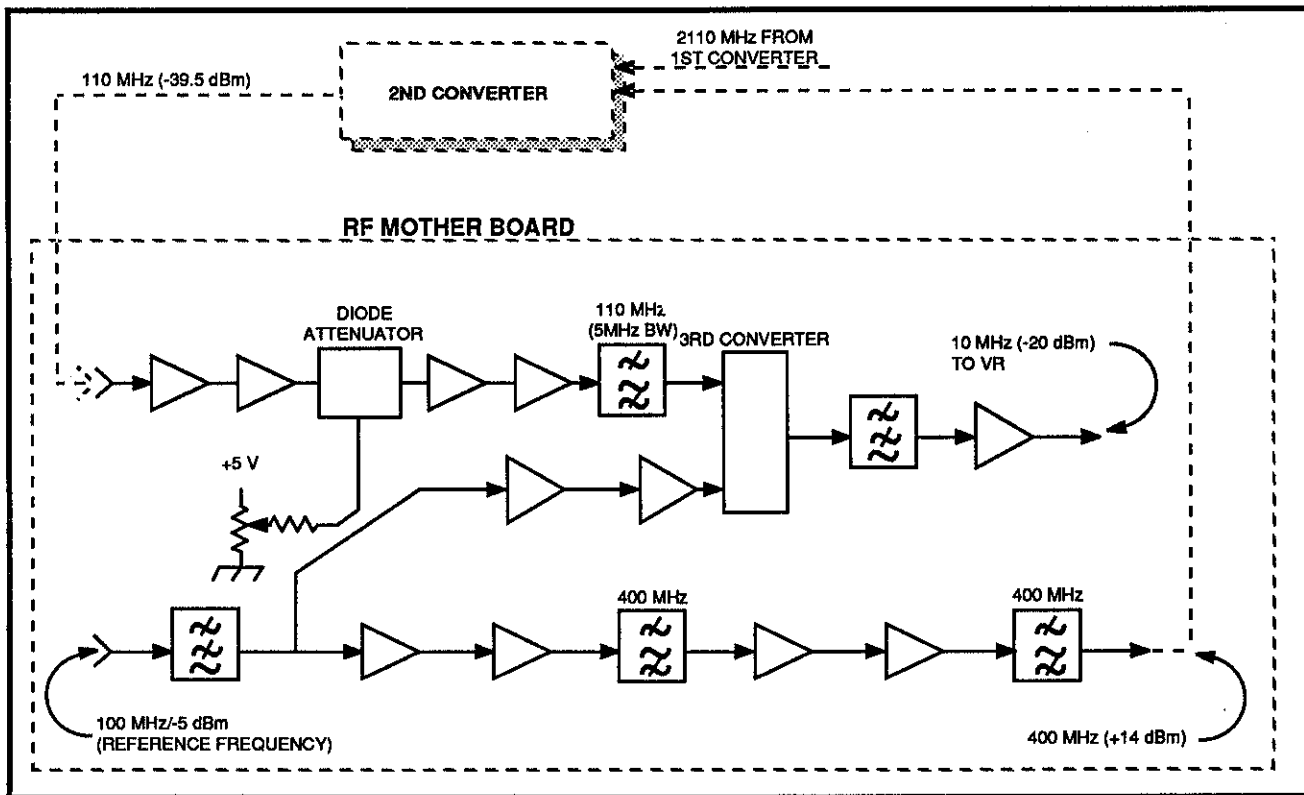 2110 MHz FROM
1ST CONVERTER
110 MHz (-39.5 dBm)
2ND CONVERTER
RF MOTHER BOARD
DIODE
ATTENUATOR
110 MHz
(5MHz BW)
3RD CONVERTER
10 MHz (-20 dBm)
TO VR
+5 V
400 MHz
400 MHz
100 MHz/-5 dBm
(REFERENCE FREQUENCY)
400 MHz (+14 dBm)